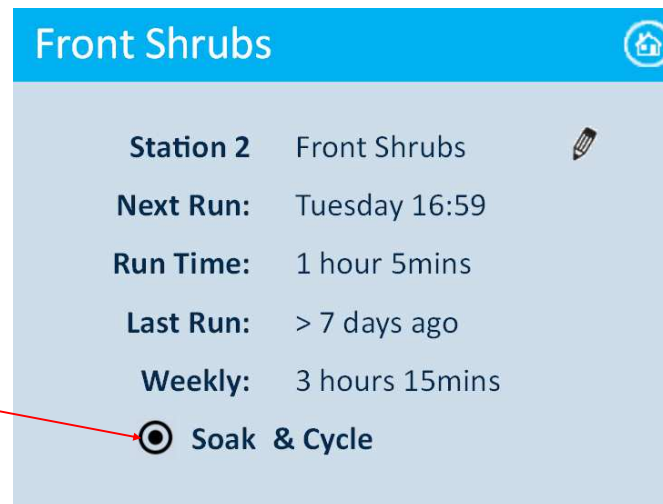 Front Shrubs
Station 2 Front Shrubs
Next Run: Tuesday 16:59
Run Time: 1 hour 5mins
Last Run: > 7 days ago
Weekly: 3 hours 15mins
Soak & Cycle